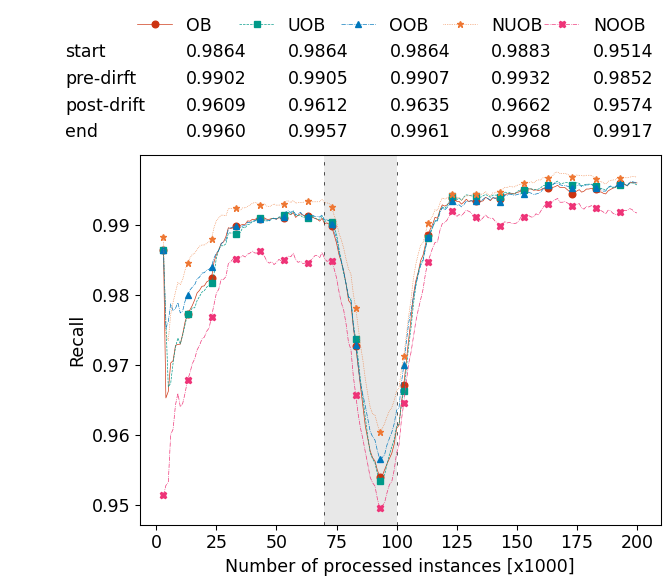 OB UOB OOB NUOB NOOB
start 0.9864 0.9864 0.9864 0.9883 0.9514
pre-dirft 0.9902 0.9905 0.9907 0.9932 0.9852
post-drift 0.9609 0.9612 0.9635 0.9662 0.9574
end 0.9960 0.9957 0.9961 0.9968 0.9917
0.99
0.98
0.97
0.96
0.95
Recall
0 25 50 75 100 125 150 175 200
Number of processed instances [x1000]